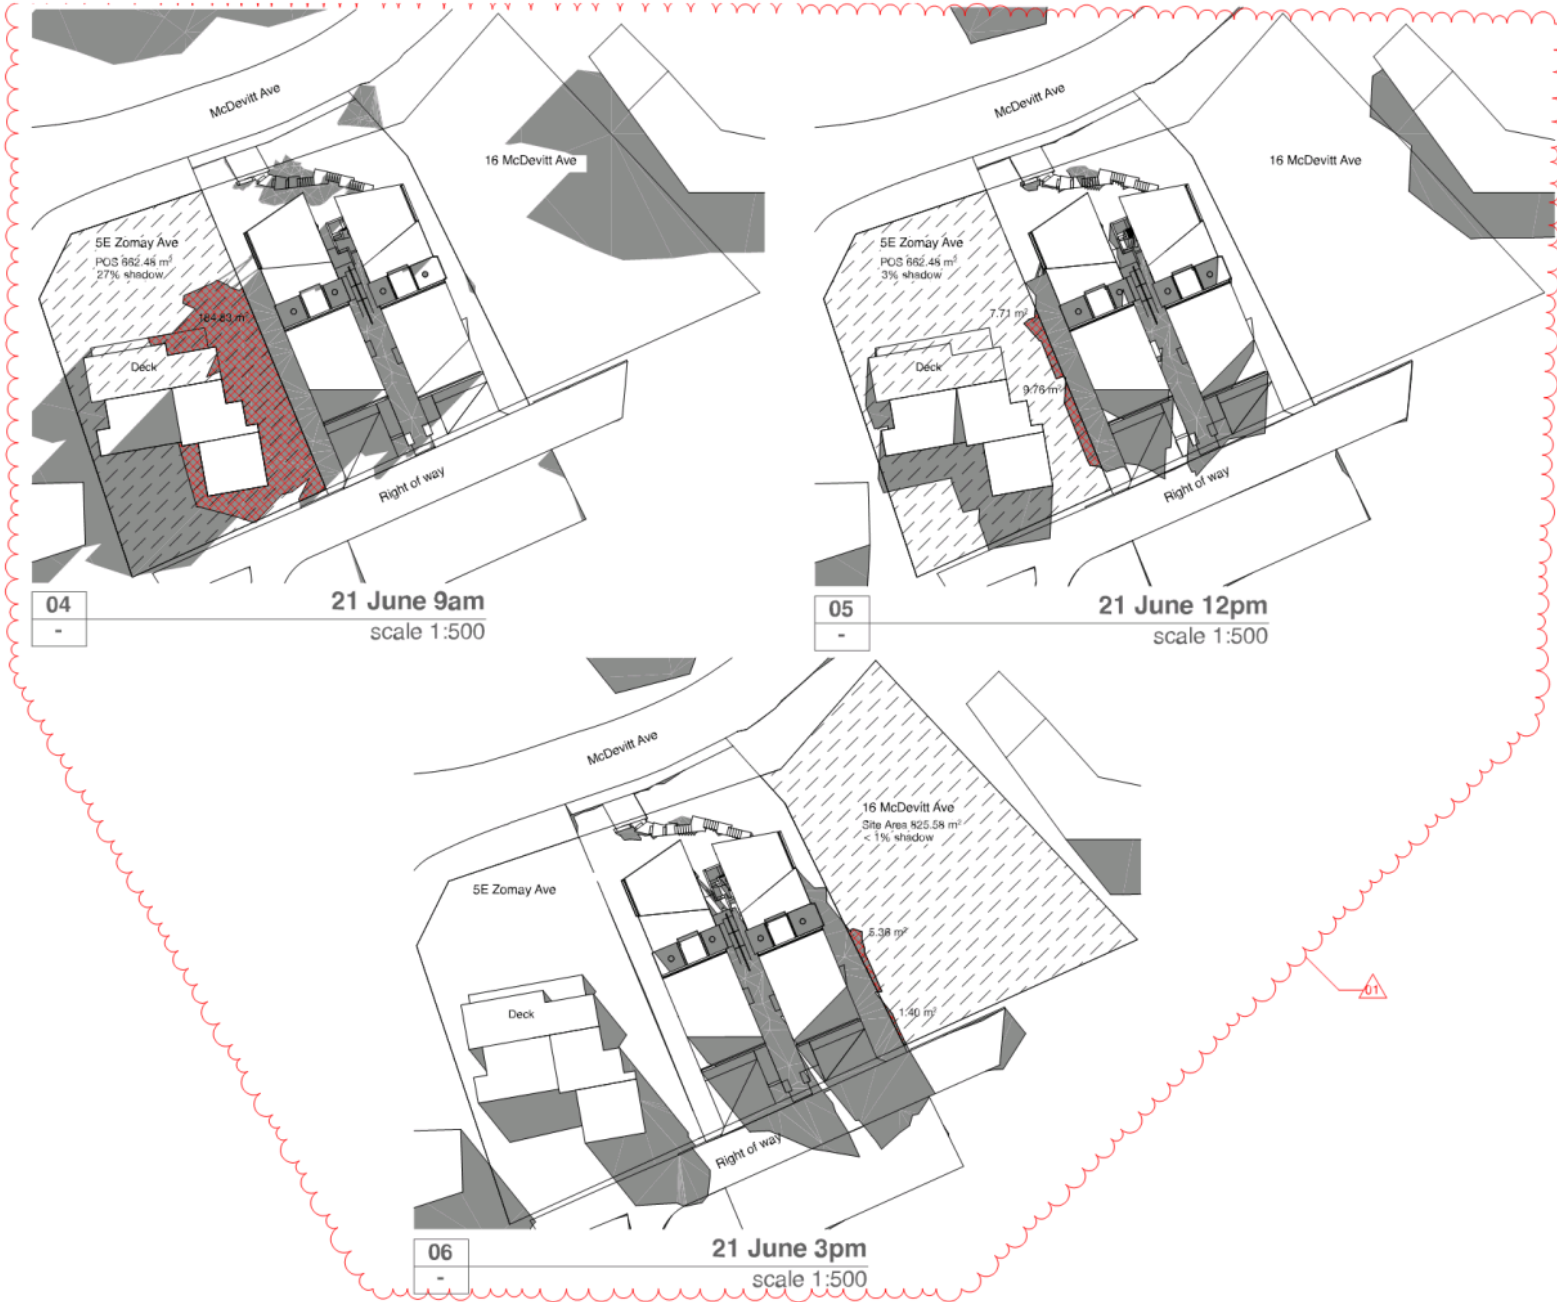 McDevitt Ave
16 McDevitt Ave
5E Zomay Ave
POS 662.48 m²
27% shadow
184.83 m²
Deck
Right of way
04
-
21 June 9am
scale 1:500
McDevitt Ave
16 McDevitt Ave
5E Zomay Ave
POS 662.48 m²
3% shadow
7.71 m²
Deck
9.76 m²
Right of way
05
-
21 June 12pm
scale 1:500
McDevitt Ave
16 McDevitt Ave
Site Area 825.58 m²
< 1% shadow
5E Zomay Ave
5.36 m²
01
Deck
1.40 m²
Right of way
06
-
21 June 3pm
scale 1:500